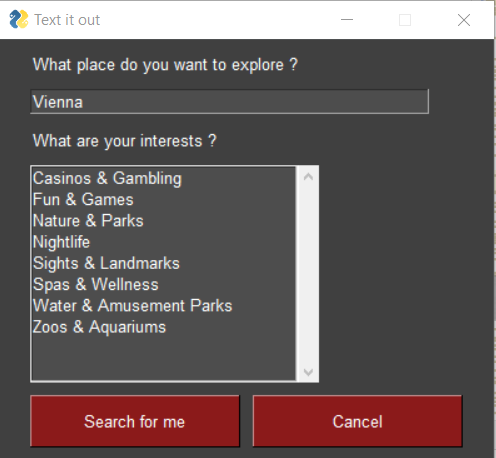 Text it out
What place do you want to explore ?
Vienna
What are your interests ?
Casinos & Gambling
Fun & Games
Nature & Parks
Nightlife
Sights & Landmarks
Spas & Wellness
Water & Amusement Parks
Zoos & Aquariums
Search for me
Cancel